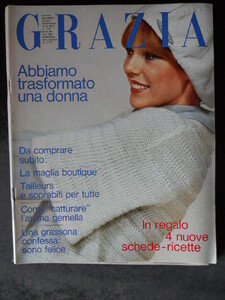 GRAZIA
Abbiamo
trasformato
una donna
Da comprare
subito:
La maglia boutique
Tailleurs
e soprabiti per tutte
Come "catturare"
l'anima gemella
Una grassona
confessa:
sono felice
In regalo
4 nuove
schede-ricette